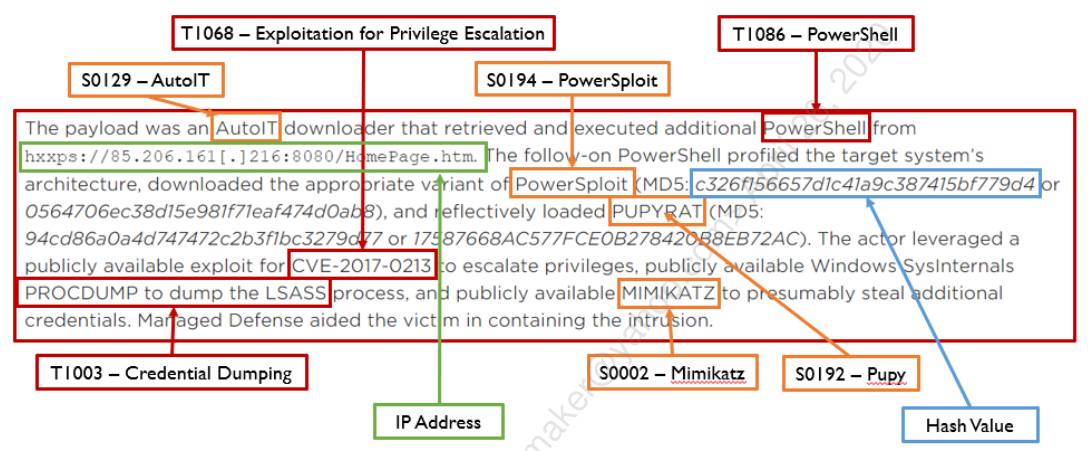 T1068 – Exploitation for Privilege Escalation
T1086 – PowerShell
S0129 – AutoIT
S0194 – PowerSploit
The payload was an AutoIT downloader that retrieved and executed additional PowerShell from
hxxps://85.206.161[.]216:8080/HomePage.htm. The follow-on PowerShell profiled the target system's
architecture, downloaded the appropriate variant of PowerSploit (MD5: c326f156657d1c41a9c387415bf779d4 or
0564706ec38d15e981f71eaf474d0ab8), and reflectively loaded PUPYRAT (MD5:
94cd86a0a4d747472c2b3f1bc3279d77 or 17587668AC577FCE0B278420B8EB72AC). The actor leveraged a
publicly available exploit for CVE-2017-0213 to escalate privileges, publicly available Windows SysInternals
PROCDUMP to dump the LSASS process, and publicly available MIMIKATZ to presumably steal additional
credentials. Managed Defense aided the victim in containing the intrusion.
T1003 – Credential Dumping
S0002 – Mimikatz
S0192 – Pupy
IP Address
Hash Value
2020